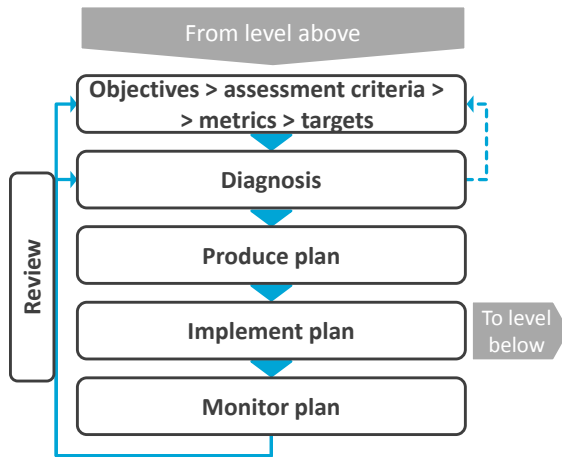 From level above
Objectives > assessment criteria >
> metrics > targets
Diagnosis
Produce plan
Review
Implement plan
To level
below
Monitor plan